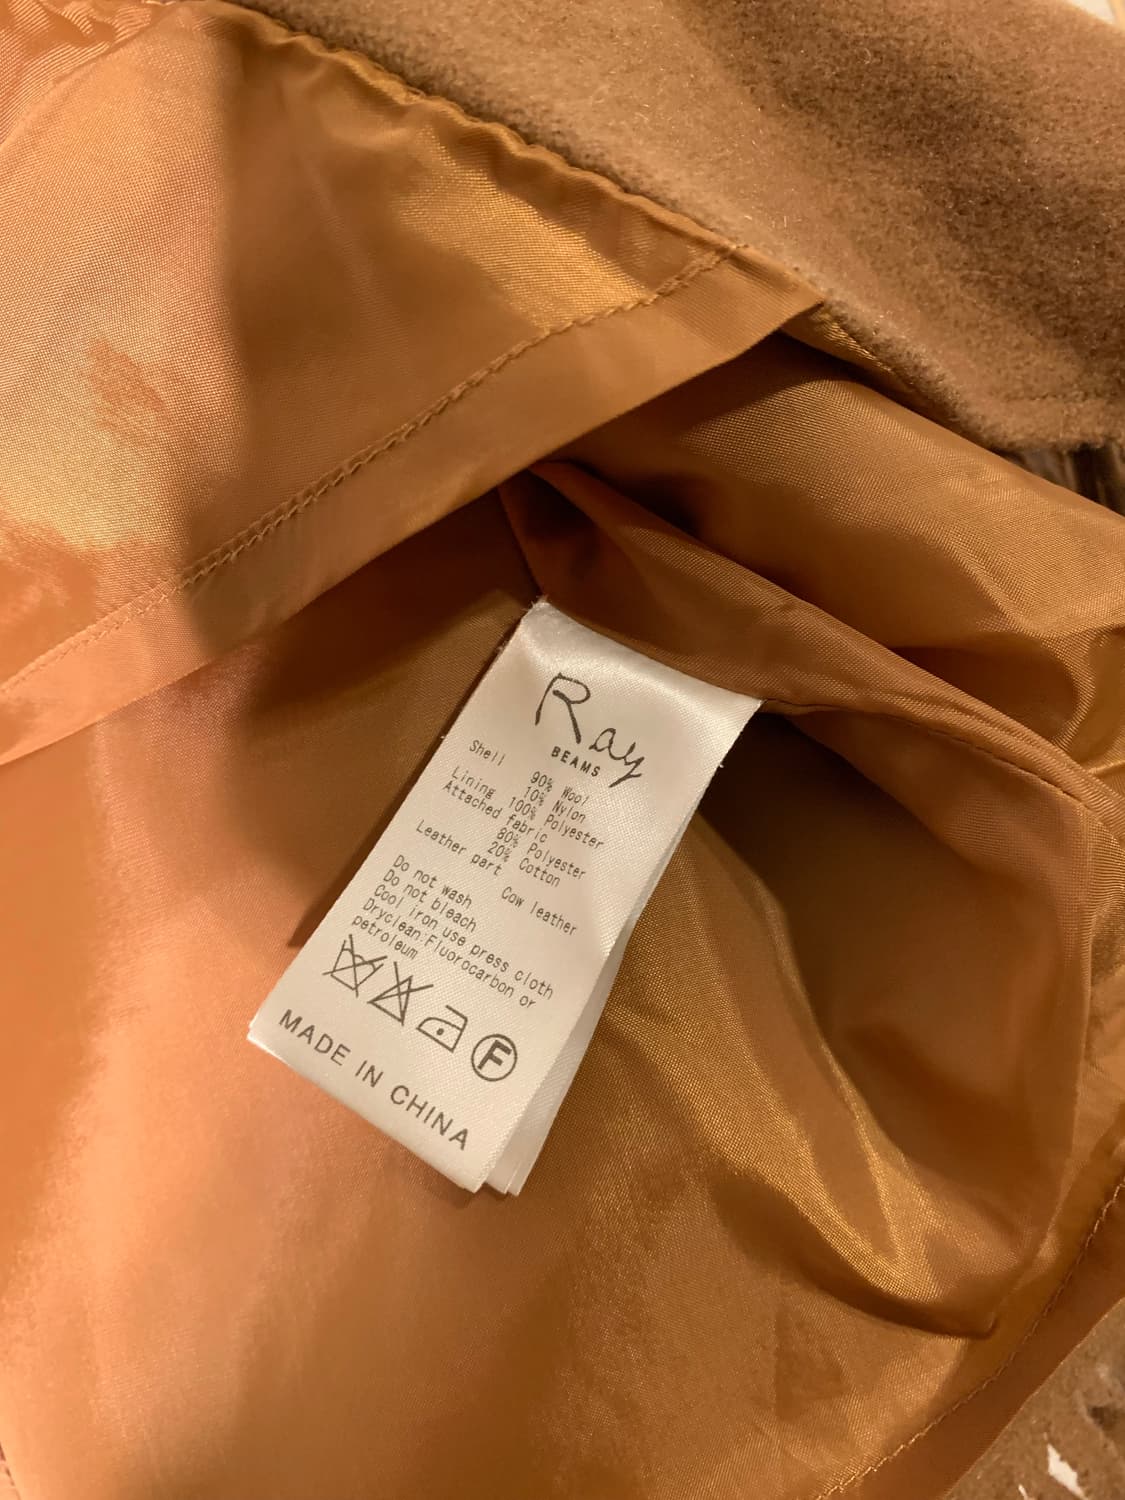 Ray
BEAMS
Shell
90% Wool
10% Nylon
Lining 100% Polyester
Attached fabric
80% Polyester
20% Cotton
Leather part
Cow leather
Do not wash
Do not bleach
Cool iron use press cloth
Dryclean:Fluorocarbon or
petroleum
F
MADE IN CHINA